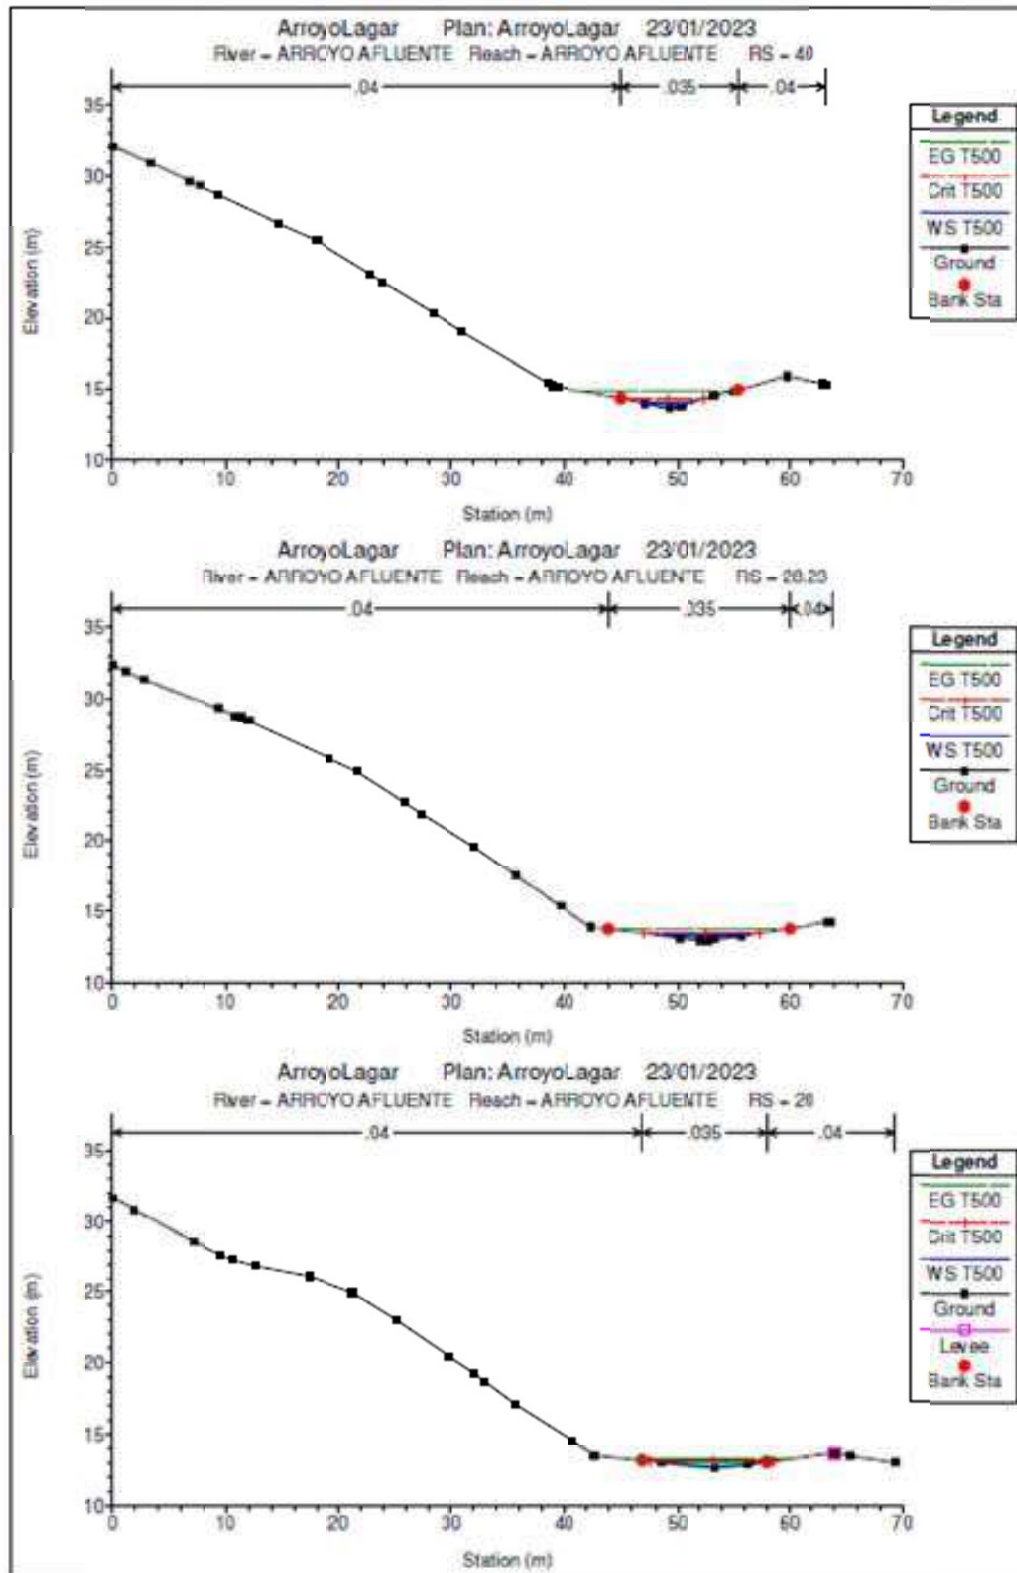 ArroyoLagar Plan: ArroyoLagar 23/01/2023
River = ARROYO AFLUENTE Reach = ARROYO AFLUENTE RS = 40
.04 .035 .04
35
30
25
20
15
10
Elevation (m)
0 10 20 30 40 50 60 70
Station (m)
Legend
EG T500
Crit T500
WS T500
Ground
Bank Sta
ArroyoLagar Plan: ArroyoLagar 23/01/2023
River = ARROYO AFLUENTE Reach = ARROYO AFLUENTE RS =
.04 .035 .04
35
30
25
20
15
10
Elevation (m)
0 10 20 30 40 50 60 70
Station (m)
Legend
EG T500
Crit T500
WS T500
Ground
Bank Sta
ArroyoLagar Plan: ArroyoLagar 23/01/2023
River = ARROYO AFLUENTE Reach = ARROYO AFLUENTE RS = 20
.04 .035 .04
35
30
25
20
15
10
Elevation (m)
0 10 20 30 40 50 60 70
Station (m)
Legend
EG T500
Crit T500
WS T500
Ground
Levee
Bank Sta